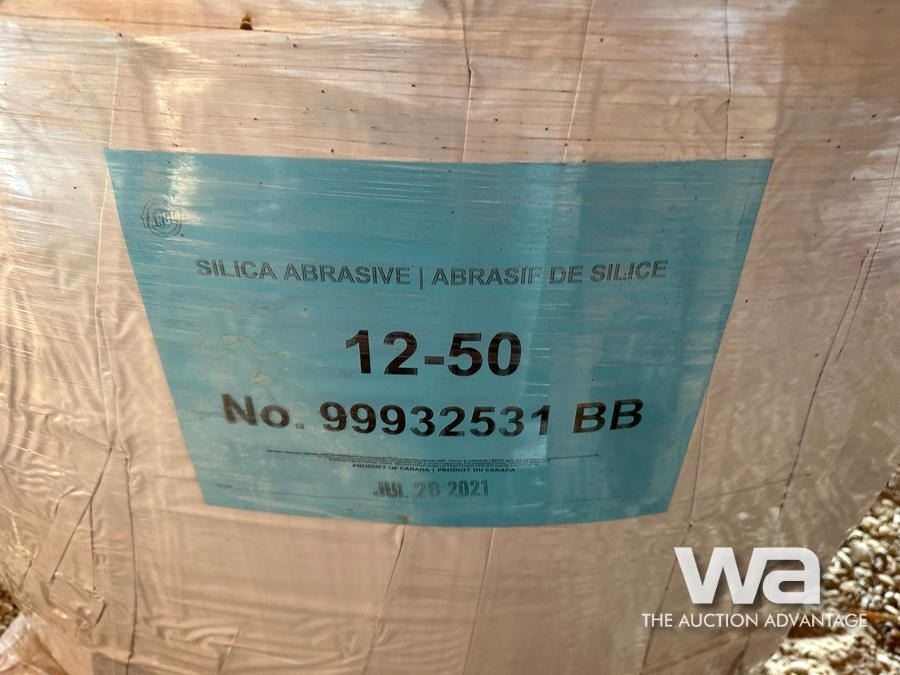 SILICA ABRASIVE | ABRASIF DE SILICE
12-50
No. 99932531 BB
PRODUCT OF CANADA | PRODUIT DU CANADA
JUL 28 2021
wa
THE AUCTION ADVANTAGE